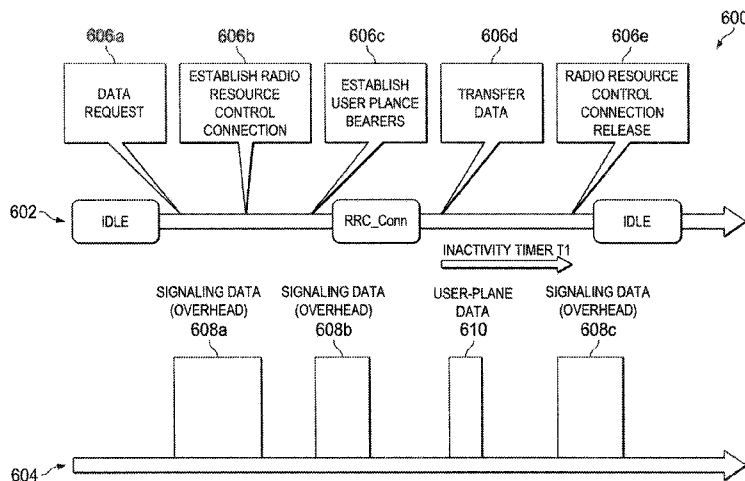 600
606a
606b
606c
606d
606e
DATA
REQUEST
ESTABLISH RADIO
RESOURCE
CONTROL
CONNECTION
ESTABLISH
USER PLANCE
BEARERS
TRANSFER
DATA
RADIO RESOURCE
CONTROL
CONNECTION
RELEASE
602
IDLE
RRC_Conn
IDLE
INACTIVITY TIMER T1
SIGNALING DATA
(OVERHEAD)
608a
SIGNALING DATA
(OVERHEAD)
608b
USER-PLANE
DATA
610
SIGNALING DATA
(OVERHEAD)
608c
604